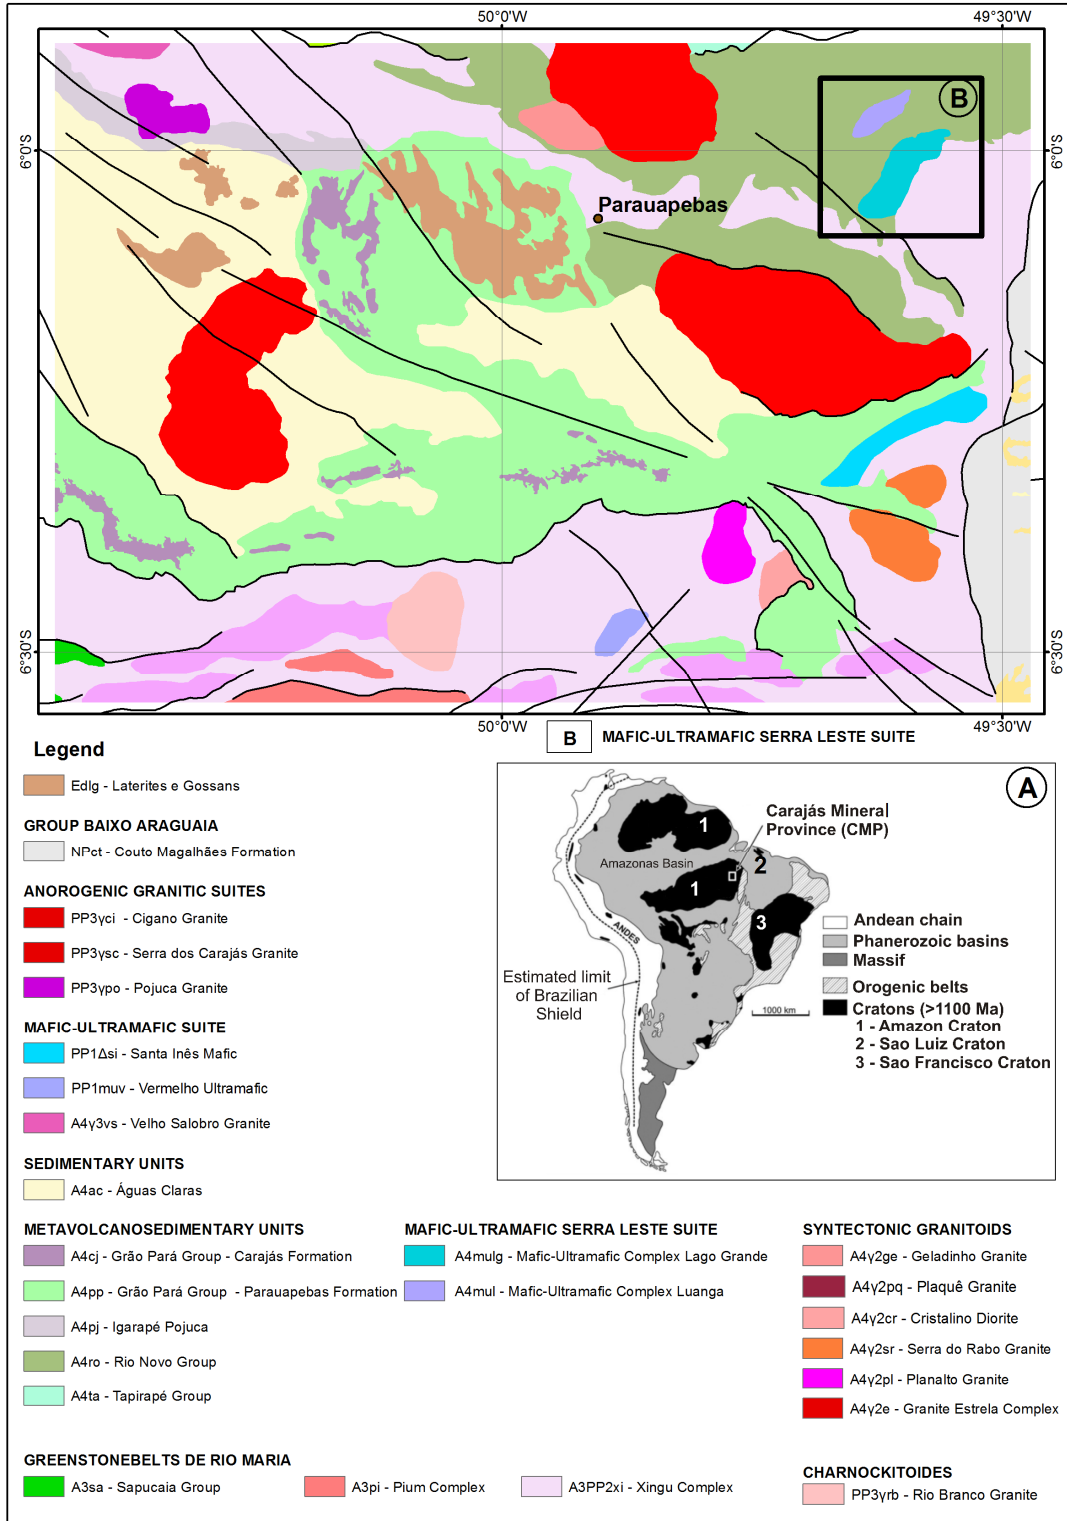 50°0'W
49°30'W
B
6°0'S
6°0'S
Parauapebas
6°30'S
6°30'S
50°0'W
49°30'W
B MAFIC-ULTRAMAFIC SERRA LESTE SUITE
Legend
Edlg - Laterites e Gossans
GROUP BAIXO ARAGUAIA
NPct - Couto Magalhães Formation
ANOROGENIC GRANITIC SUITES
PP3γci - Cigano Granite
PP3γsc - Serra dos Carajás Granite
PP3γpo - Pojuca Granite
MAFIC-ULTRAMAFIC SUITE
PP1Δsi - Santa Inês Mafic
PP1muv - Vermelho Ultramafic
A4γ3vs - Velho Salobro Granite
SEDIMENTARY UNITS
A4ac - Águas Claras
A
Carajás Mineral
Province (CMP)
1
Amazonas Basin
2
1
3
ANDES
Estimated limit
of Brazilian
Shield
Andean chain
Phanerozoic basins
Massif
Orogenic belts
1000 km
Cratons (>1100 Ma)
1 - Amazon Craton
2 - Sao Luiz Craton
3 - Sao Francisco Craton
METAVOLCANOSEDIMENTARY UNITS
A4cj - Grão Pará Group - Carajás Formation
A4pp - Grão Pará Group - Parauapebas Formation
A4pj - Igarapé Pojuca
A4ro - Rio Novo Group
A4ta - Tapirapé Group
MAFIC-ULTRAMAFIC SERRA LESTE SUITE
A4mulg - Mafic-Ultramafic Complex Lago Grande
A4mul - Mafic-Ultramafic Complex Luanga
SYNTECTONIC GRANITOIDS
A4γ2ge - Geladinho Granite
A4γ2pq - Plaquê Granite
A4γ2cr - Cristalino Diorite
A4γ2sr - Serra do Rabo Granite
A4γ2pl - Planalto Granite
A4γ2e - Granite Estrela Complex
GREENSTONEBELTS DE RIO MARIA
A3sa - Sapucaia Group
A3pi - Pium Complex
A3PP2xi - Xingu Complex
CHARNOCKITOIDES
PP3γrb - Rio Branco Granite